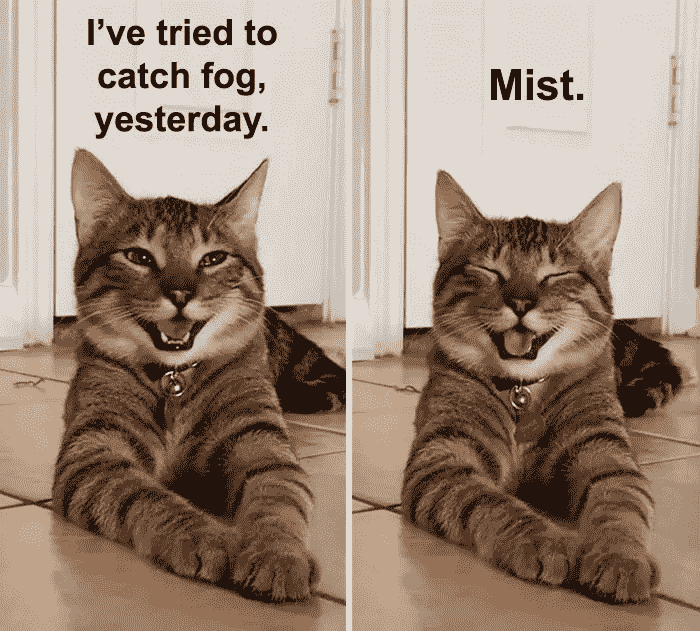 I've tried to
catch fog,
yesterday.
Mist.